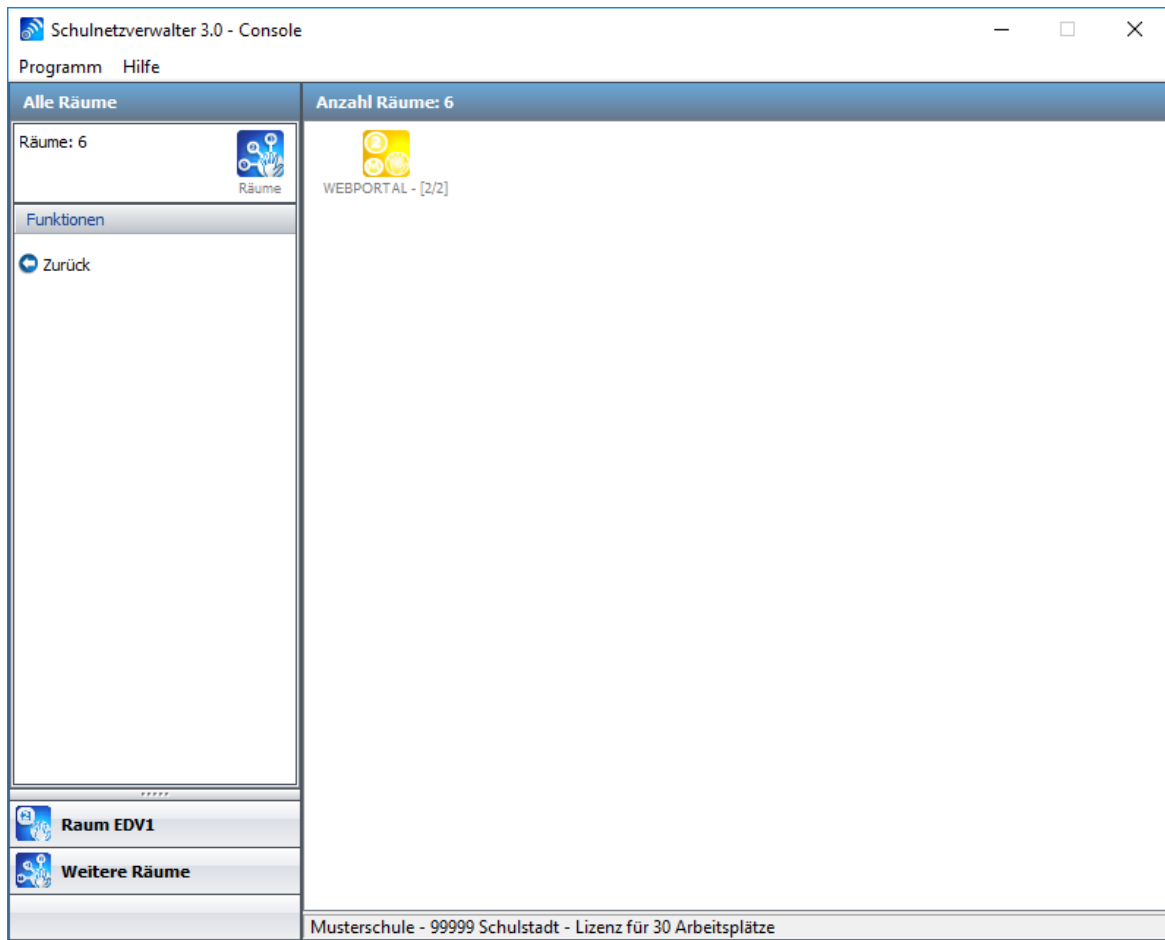 Schulnetzverwalter 3.0 - Console
Programm Hilfe
Alle Räume
Räume: 6
Räume
Funktionen
Zurück
Raum EDV1
Weitere Räume
Anzahl Räume: 6
WEBPORTAL - [2/2]
Musterschule - 99999 Schulstadt - Lizenz für 30 Arbeitsplätze